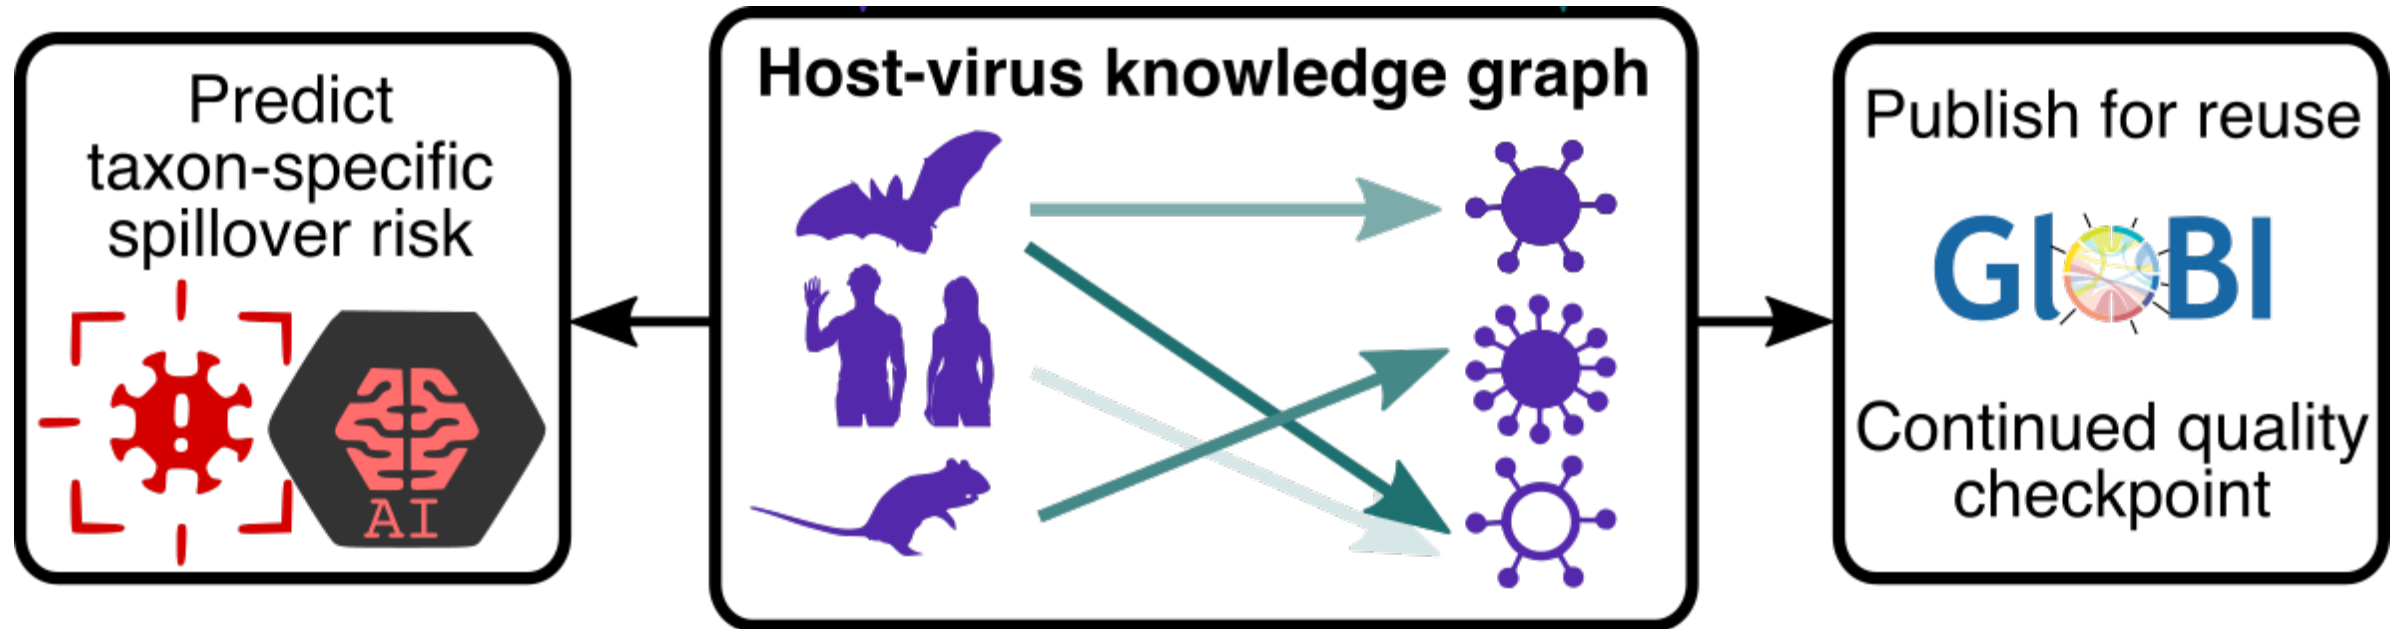 Predict
taxon-specific
spillover risk
AI
Host-virus knowledge graph
Publish for reuse
GloBI
Continued quality
checkpoint